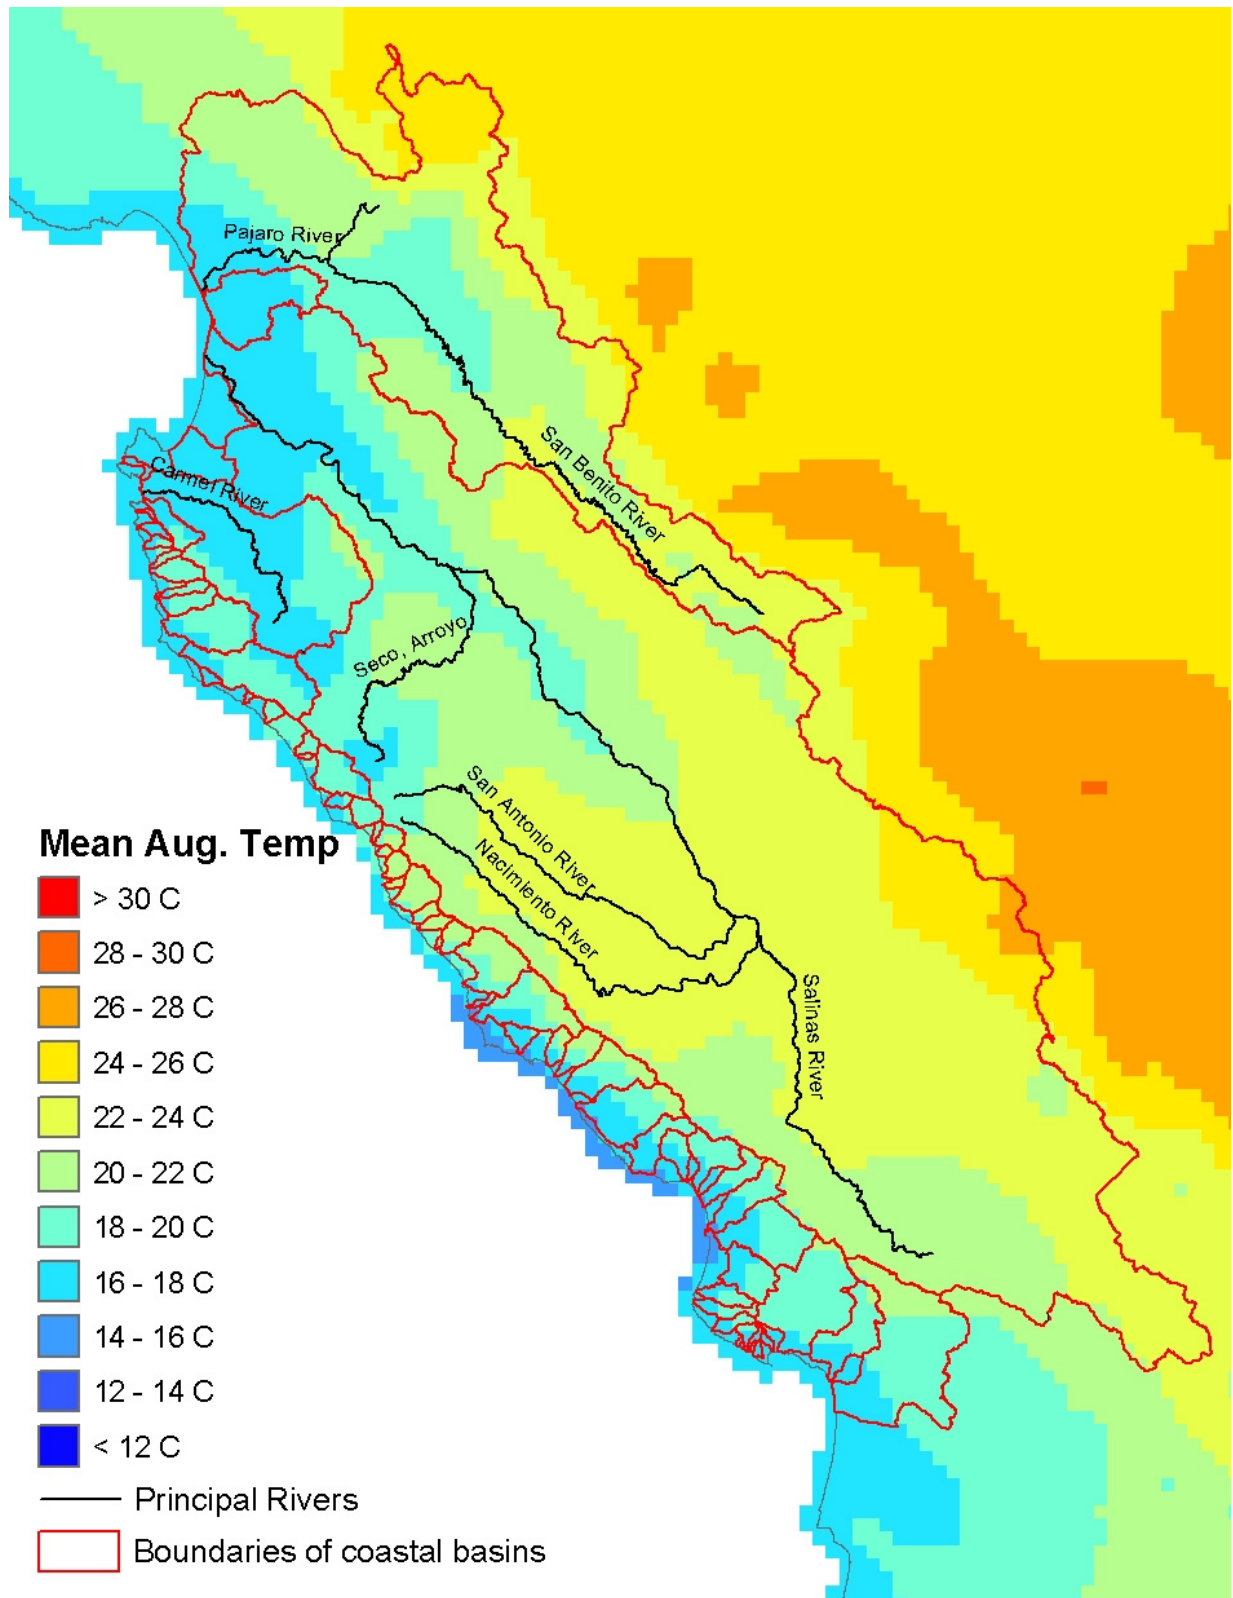 Pajaro River
San Benito River
Carmel River
Seco, Arroyo
San Antonio River
Nacimiento River
Salinas River
Mean Aug. Temp
> 30 C
28 - 30 C
26 - 28 C
24 - 26 C
22 - 24 C
20 - 22 C
18 - 20 C
16 - 18 C
14 - 16 C
12 - 14 C
< 12 C
Principal Rivers
Boundaries of coastal basins